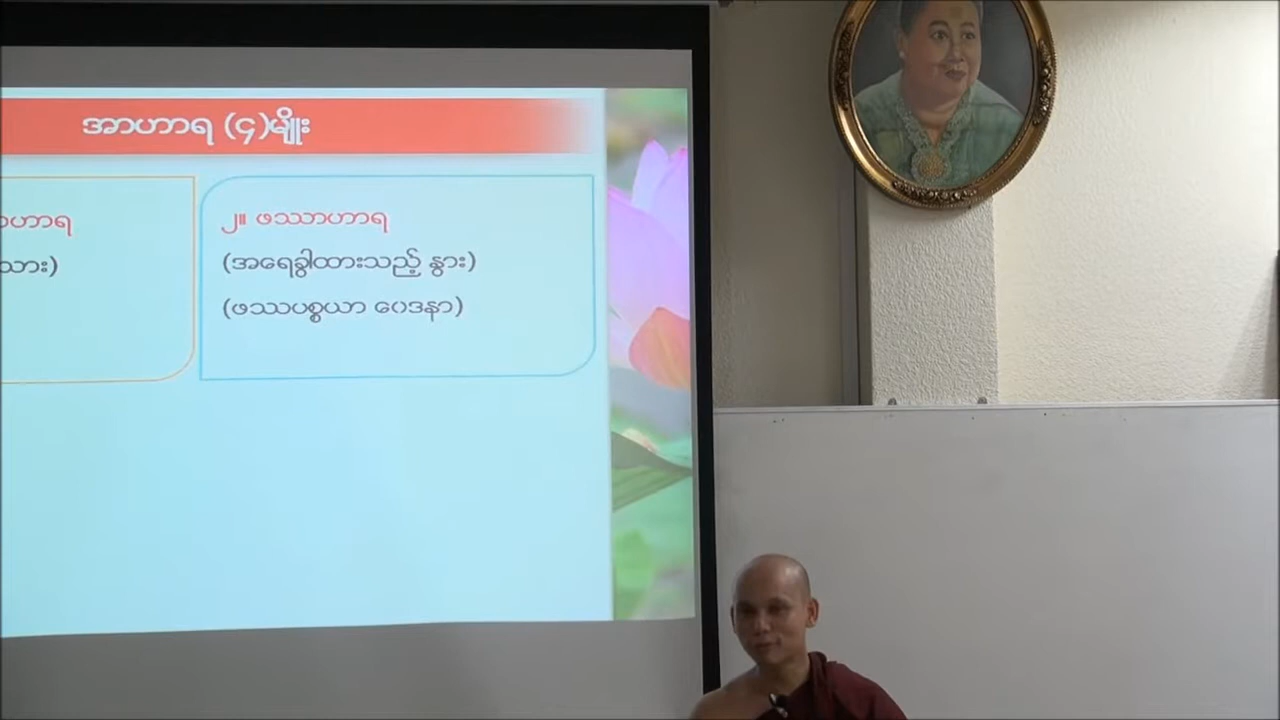 အာဟာရ (၄)မျိုး
ာဟာရ
သား)
၂။ ဖဿာဟာရ
(အရေခွါထားသည့် နွား)
(ဖဿပစ္စယာ ဝေဒနာ)